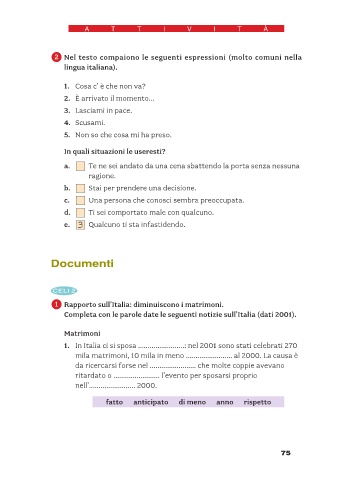 ATTIVITÀ
2 Nel testo compaiono le seguenti espressioni (molto comuni nella
lingua italiana).
1. Cosa c' è che non va?
2. È arrivato il momento...
3. Lasciami in pace.
4. Scusami.
5. Non so che cosa mi ha preso.
In quali situazioni le useresti?
a. Te ne sei andato da una cena sbattendo la porta senza nessuna
ragione.
b. Stai per prendere una decisione.
c. Una persona che conosci sembra preoccupata.
d. Ti sei comportato male con qualcuno.
e. 3 Qualcuno ti sta infastidendo.
Documenti
CELI 2
1 Rapporto sull'Italia: diminuiscono i matrimoni.
Completa con le parole date le seguenti notizie sull'Italia (dati 2001).
Matrimoni
1. In Italia ci si sposa .......................: nel 2001 sono stati celebrati 270
mila matrimoni, 10 mila in meno ....................... al 2000. La causa è
da ricercarsi forse nel ....................... che molte coppie avevano
ritardato o ....................... l'evento per sposarsi proprio
nell'....................... 2000.
fatto anticipato di meno anno rispetto
75